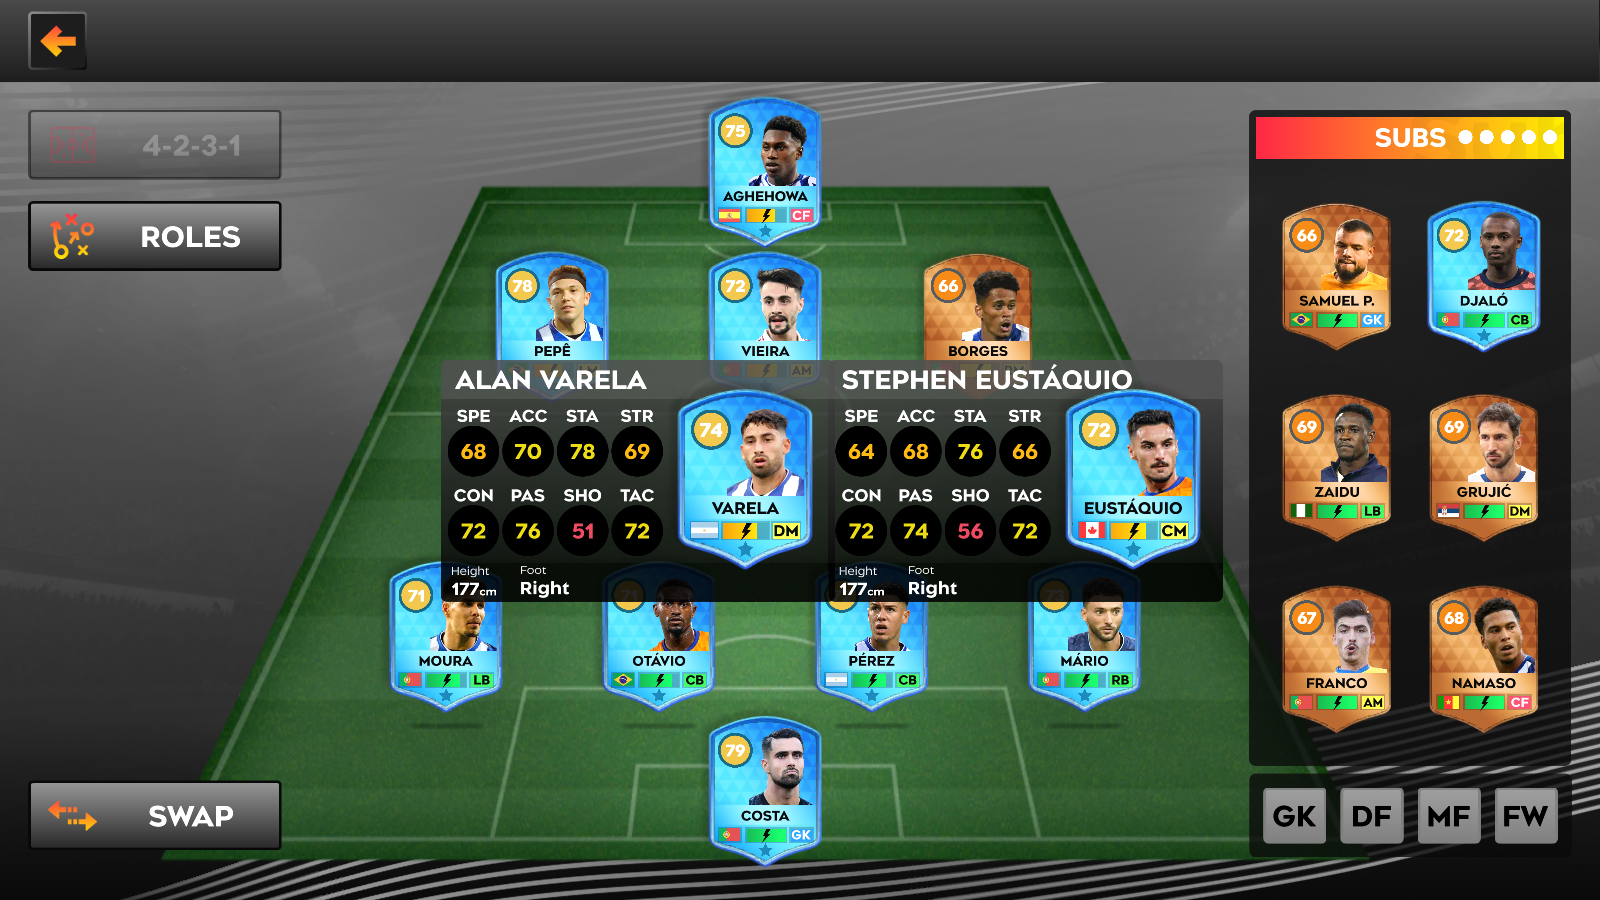 4-2-3-1
ROLES
SWAP
75
AGHEHOWA
CF
78
PEPÊ
72
VIEIRA
AM
66
BORGES
ALAN VARELA
SPE ACC STA STR
68 70 78 69
CON PAS SHO TAC
72 76 51 72
Height Foot
177cm Right
74
VARELA
DM
STEPHEN EUSTÁQUIO
SPE ACC STA STR
64 68 76 66
CON PAS SHO TAC
72 74 56 72
Height Foot
177cm Right
72
EUSTÁQUIO
CM
71
MOURA
LB
71
OTÁVIO
CB
PÉREZ
CB
73
MÁRIO
RB
79
COSTA
GK
SUBS
66
SAMUEL P.
GK
72
DJALÓ
CB
69
ZAIDU
LB
69
GRUJIĆ
DM
67
FRANCO
AM
68
NAMASO
CF
GK DF MF FW